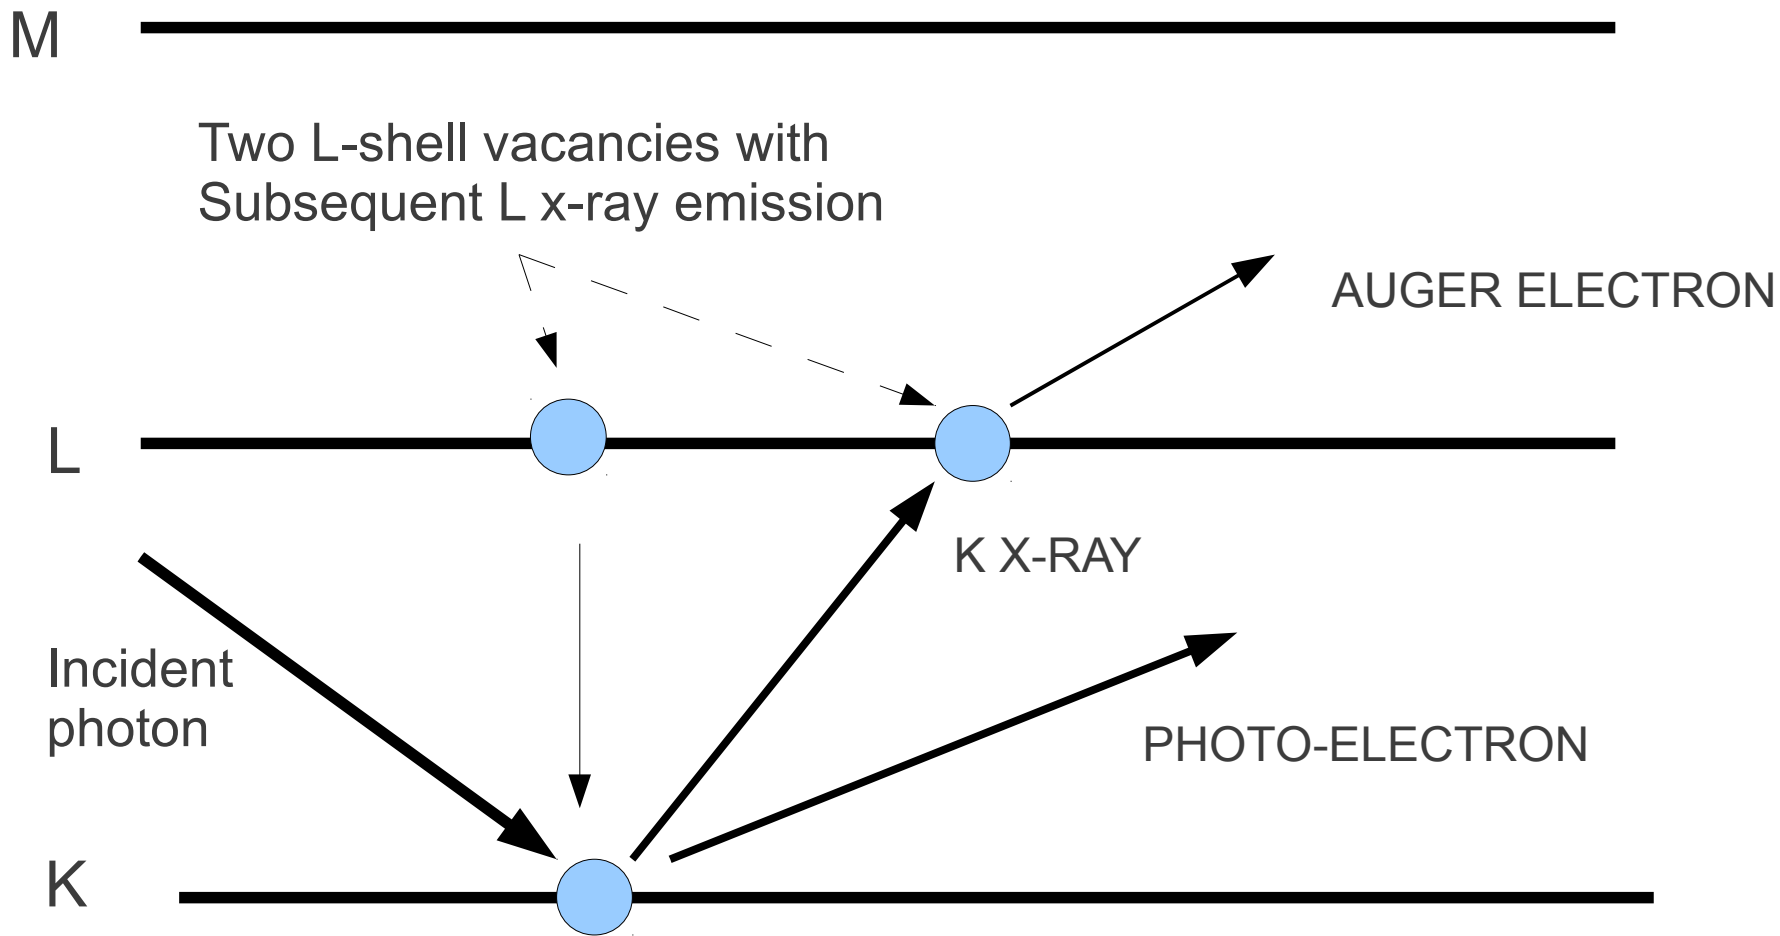 M
Two L-shell vacancies with
Subsequent L x-ray emission
AUGER ELECTRON
L
K X-RAY
Incident
photon
PHOTO-ELECTRON
K